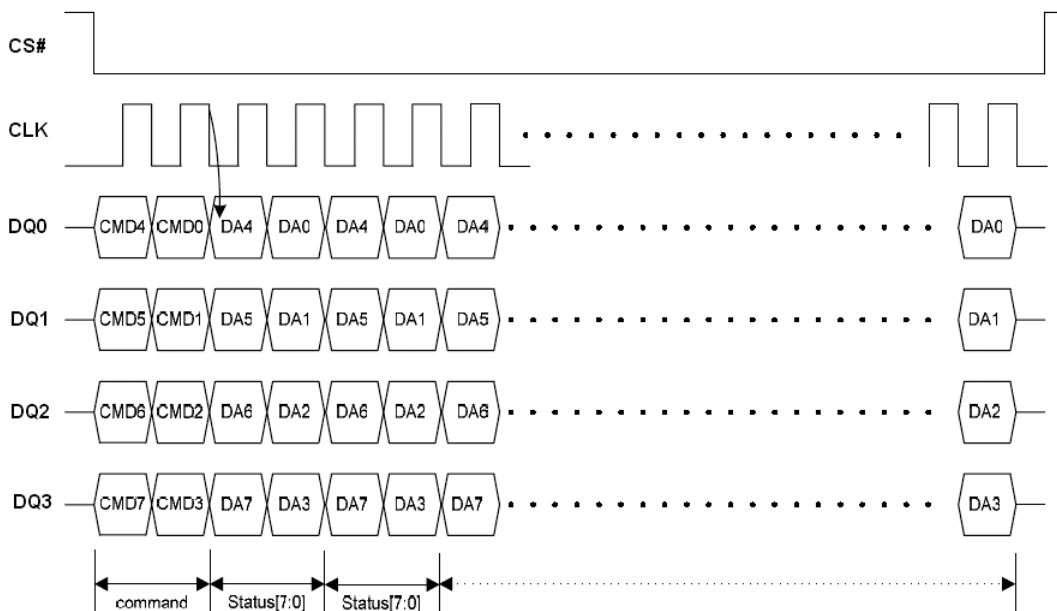 CS#
CLK
DQ0 CMD4 CMD0 DA4 DA0 DA4 DA0 DA4 DA0
DQ1 CMD5 CMD1 DA5 DA1 DA5 DA1 DA5 DA1
DQ2 CMD6 CMD2 DA6 DA2 DA6 DA2 DA6 DA2
DQ3 CMD7 CMD3 DA7 DA3 DA7 DA3 DA7 DA3
command Status[7:0] Status[7:0]